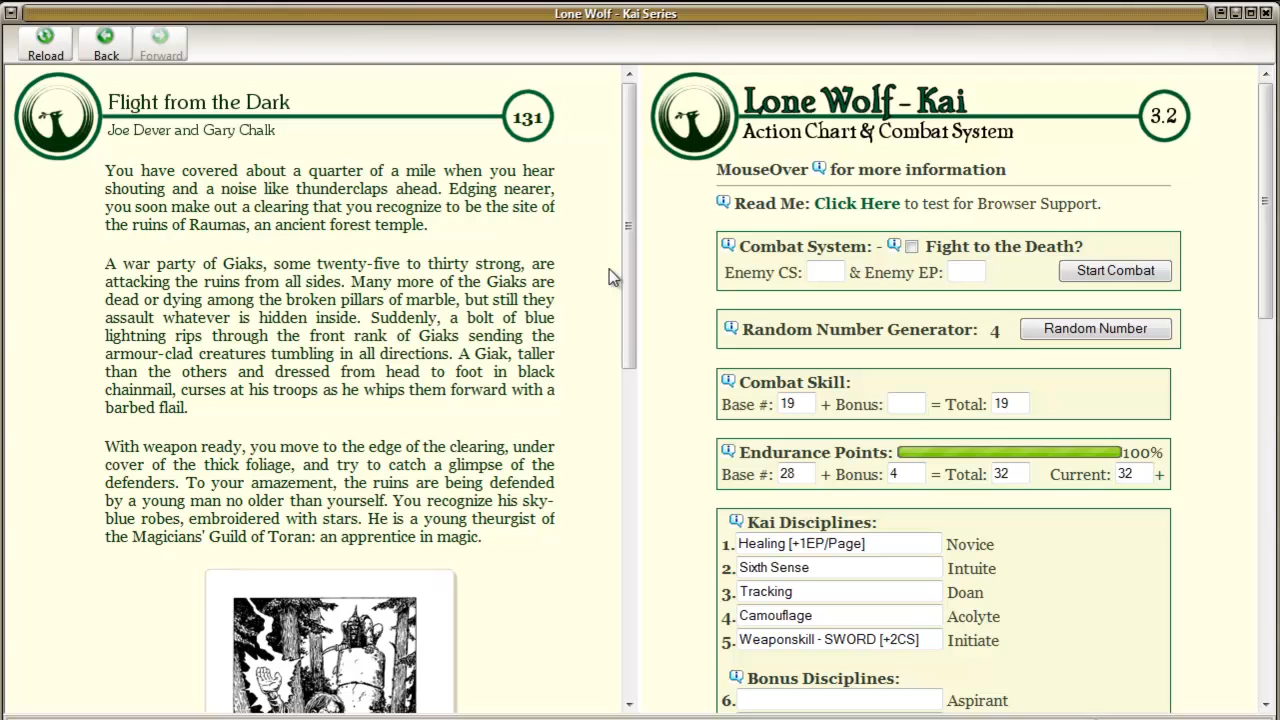 Lone Wolf - Kai Series
Reload
Back
Forward
Flight from the Dark
Joe Dever and Gary Chalk
131
You have covered about a quarter of a mile when you hear
shouting and a noise like thunderclaps ahead. Edging nearer,
you soon make out a clearing that you recognize to be the site of
the ruins of Raumas, an ancient forest temple.
A war party of Giaks, some twenty-five to thirty strong, are
attacking the ruins from all sides. Many more of the Giaks are
dead or dying among the broken pillars of marble, but still they
assault whatever is hidden inside. Suddenly, a bolt of blue
lightning rips through the front rank of Giaks sending the
armour-clad creatures tumbling in all directions. A Giak, taller
than the others and dressed from head to foot in black
chainmail, curses at his troops as he whips them forward with a
barbed flail.
With weapon ready, you move to the edge of the clearing, under
cover of the thick foliage, and try to catch a glimpse of the
defenders. To your amazement, the ruins are being defended
by a young man no older than yourself. You recognize his sky-
blue robes, embroidered with stars. He is a young theurgist of
the Magicians' Guild of Toran: an apprentice in magic.
Lone Wolf - Kai
Action Chart & Combat System
3.2
MouseOver for more information
Read Me: Click Here to test for Browser Support.
Combat System: - Fight to the Death?
Enemy CS: & Enemy EP: Start Combat
Random Number Generator: 4 Random Number
Combat Skill:
Base #: 19 + Bonus: = Total: 19
Endurance Points: 100%
Base #: 28 + Bonus: 4 = Total: 32 Current: 32 +
Kai Disciplines:
1. Healing [+1EP/Page] Novice
2. Sixth Sense Intuite
3. Tracking Doan
4. Camouflage Acolyte
5. Weaponskill - SWORD [+2CS] Initiate
Bonus Disciplines:
6. Aspirant